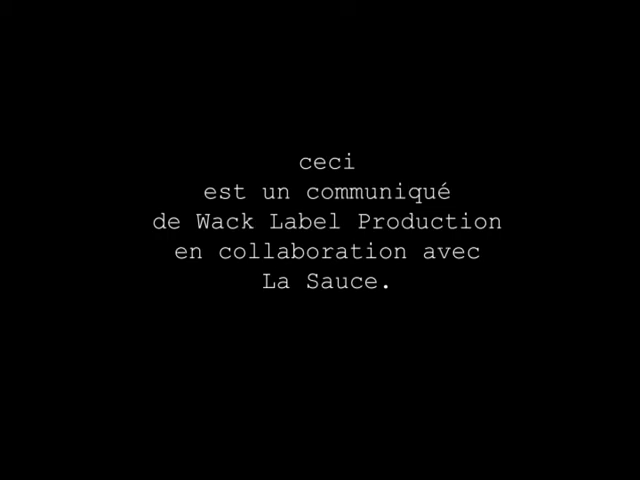 ceci
est un communiqué
de Wack Label Production
en collaboration avec
La Sauce.